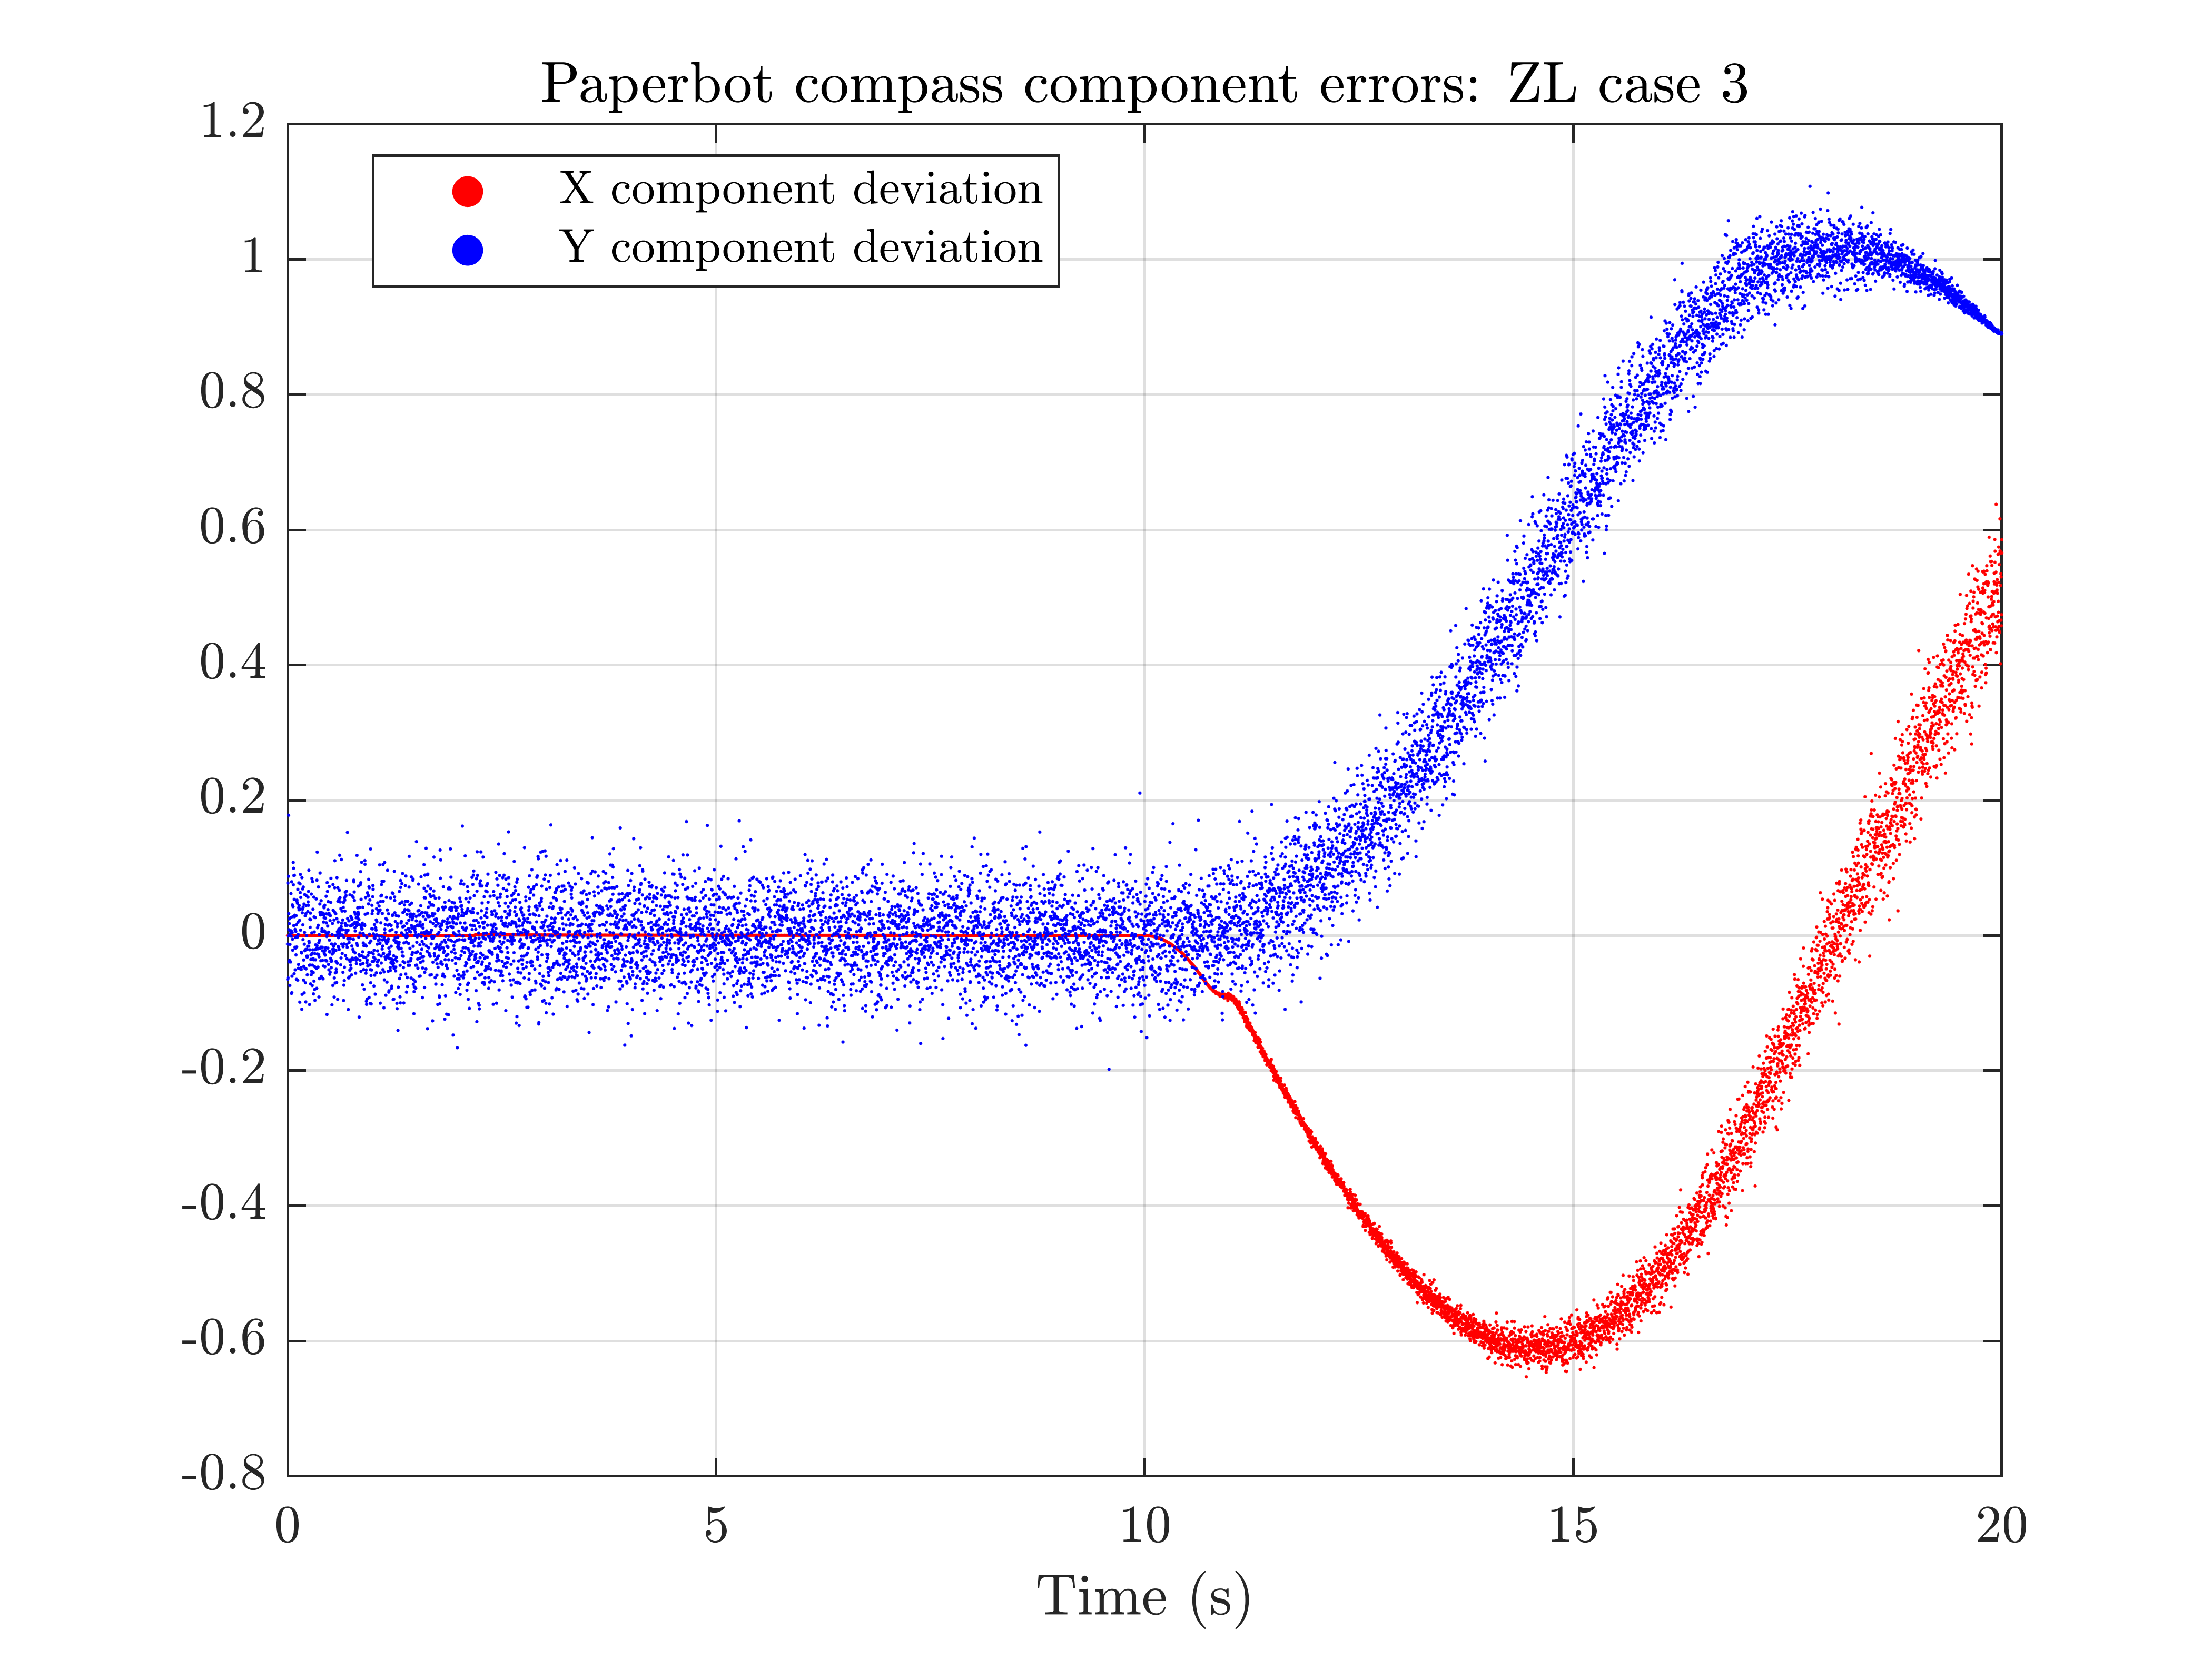 Paperbot compass component errors: ZL case 3
1.2
X component deviation
Y component deviation
1
0.8
0.6
0.4
0.2
0
-0.2
-0.4
-0.6
-0.8
0 5 10 15 20
Time (s)